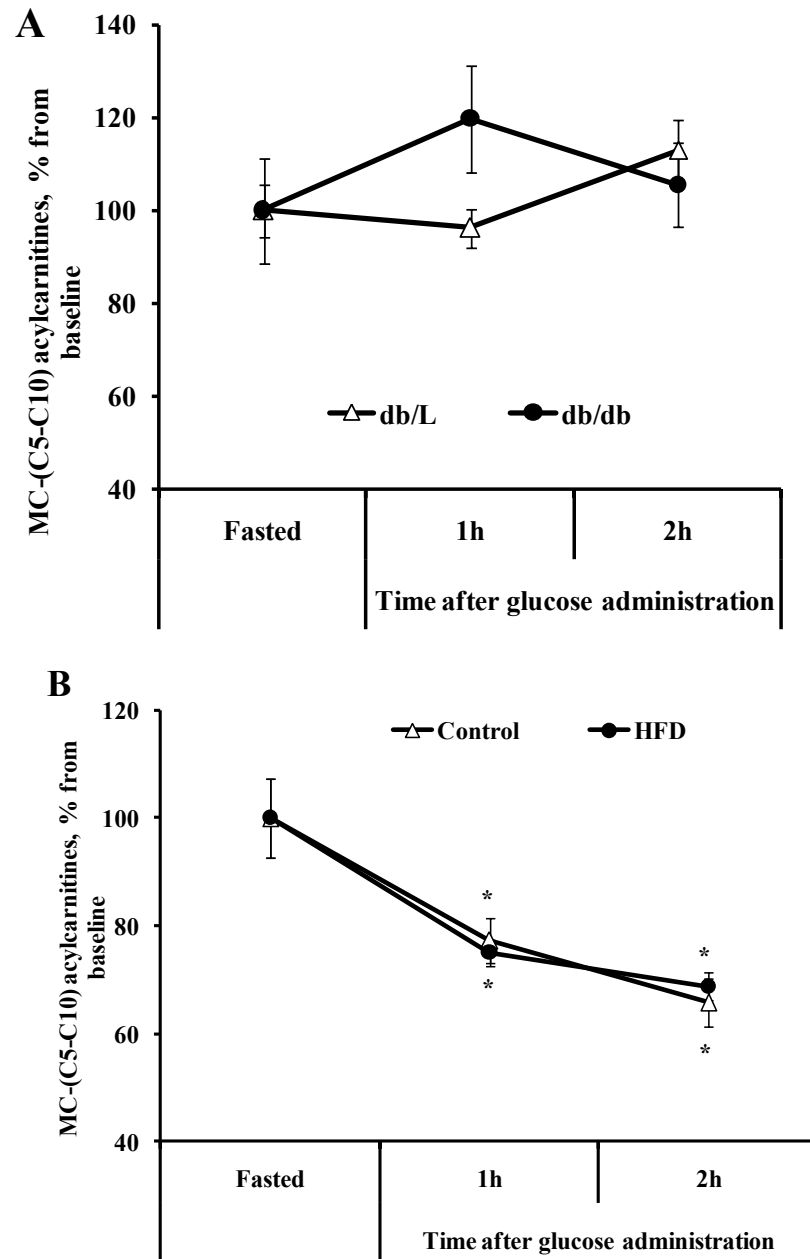 A
MC-(C5-C10) acylcarnitines, % from
baseline
140
120
100
80
60
40
db/L db/db
Fasted 1h 2h
Time after glucose administration
B
MC-(C5-C10) acylcarnitines, % from
baseline
120
100
80
60
40
Control HFD
*
*
*
*
Fasted 1h 2h
Time after glucose administration